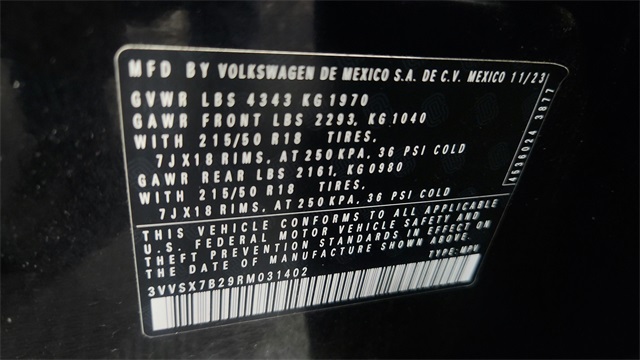 MFD BY VOLKSWAGEN DE MEXICO S.A. DE C.V. MEXICO 11/23
GVWR LBS 4343 KG 1970
GAWR FRONT LBS 2293, KG 1040
WITH 215/50 R18 TIRES,
7JX18 RIMS, AT 250 KPA, 36 PSI COLD
GAWR REAR LBS 2161, KG 0980
WITH 215/50 R18 TIRES,
7JX18 RIMS, AT 250 KPA, 36 PSI COLD
4536024 3877
THIS VEHICLE CONFORMS TO ALL APPLICABLE
U.S. FEDERAL MOTOR VEHICLE SAFETY AND
THEFT PREVENTION STANDARDS IN EFFECT ON
THE DATE OF MANUFACTURE SHOWN ABOVE.
3VVSX7B29RM031402 TYPE: MPV